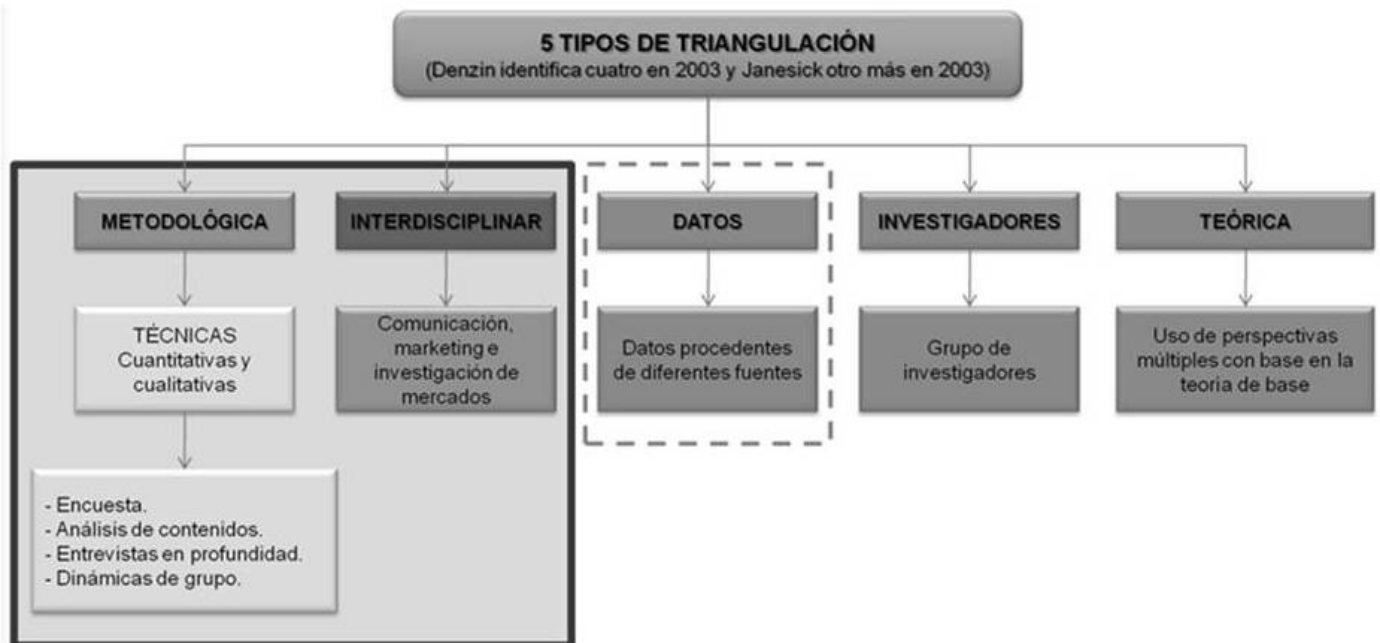 5 TIPOS DE TRIANGULACIÓN
(Denzin identifica cuatro en 2003 y Janesick otro más en 2003)
METODOLÓGICA
INTERDISCIPLINAR
DATOS
INVESTIGADORES
TEÓRICA
TÉCNICAS
Cuantitativas y
cualitativas
Comunicación,
marketing e
investigación de
mercados
Datos procedentes
de diferentes fuentes
Grupo de
investigadores
Uso de perspectivas
múltiples con base en la
teoria de base
- Encuesta.
- Análisis de contenidos.
- Entrevistas en profundidad.
- Dinámicas de grupo.